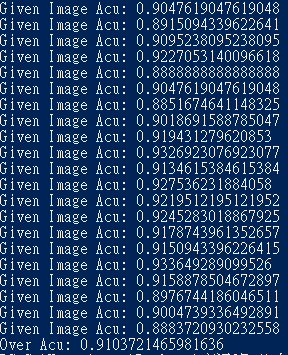 Given Image Acu: 0.9047619047619048
Given Image Acu: 0.8915094339622641
Given Image Acu: 0.9095238095238095
Given Image Acu: 0.9227053140096618
Given Image Acu: 0.8888888888888888
Given Image Acu: 0.9047619047619048
Given Image Acu: 0.8851674641148325
Given Image Acu: 0.9018691588785047
Given Image Acu: 0.919431279620853
Given Image Acu: 0.9326923076923077
Given Image Acu: 0.9134615384615384
Given Image Acu: 0.927536231884058
Given Image Acu: 0.9219512195121952
Given Image Acu: 0.9245283018867925
Given Image Acu: 0.9178743961352657
Given Image Acu: 0.9150943396226415
Given Image Acu: 0.933649289099526
Given Image Acu: 0.9158878504672897
Given Image Acu: 0.8976744186046511
Given Image Acu: 0.9004739336492891
Given Image Acu: 0.8883720930232558
Over Acu: 0.9103721465981636